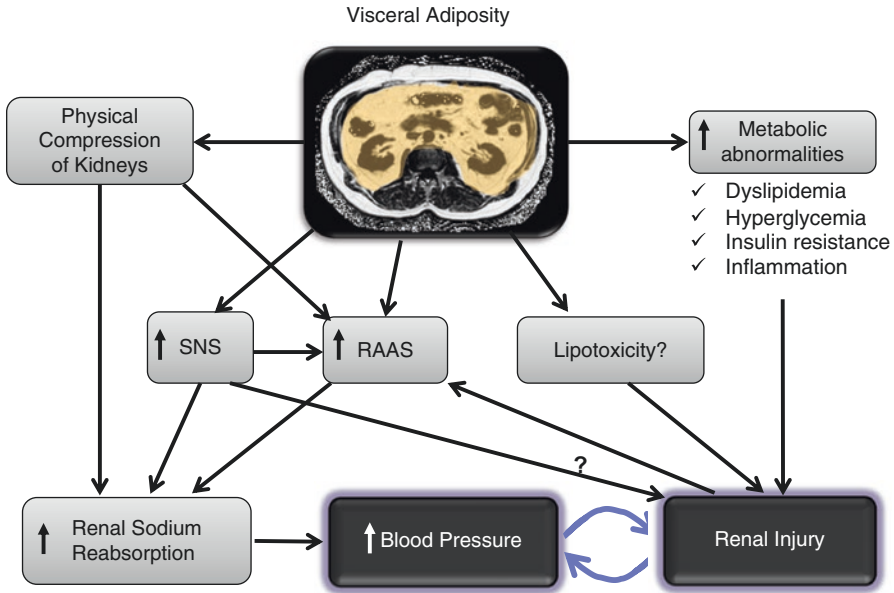 Visceral Adiposity
Physical
Compression
of Kidneys
Metabolic
abnormalities
✓ Dyslipidemia
✓ Hyperglycemia
✓ Insulin resistance
✓ Inflammation
SNS
RAAS
Lipotoxicity?
?
Renal Sodium
Reabsorption
Blood Pressure
Renal Injury